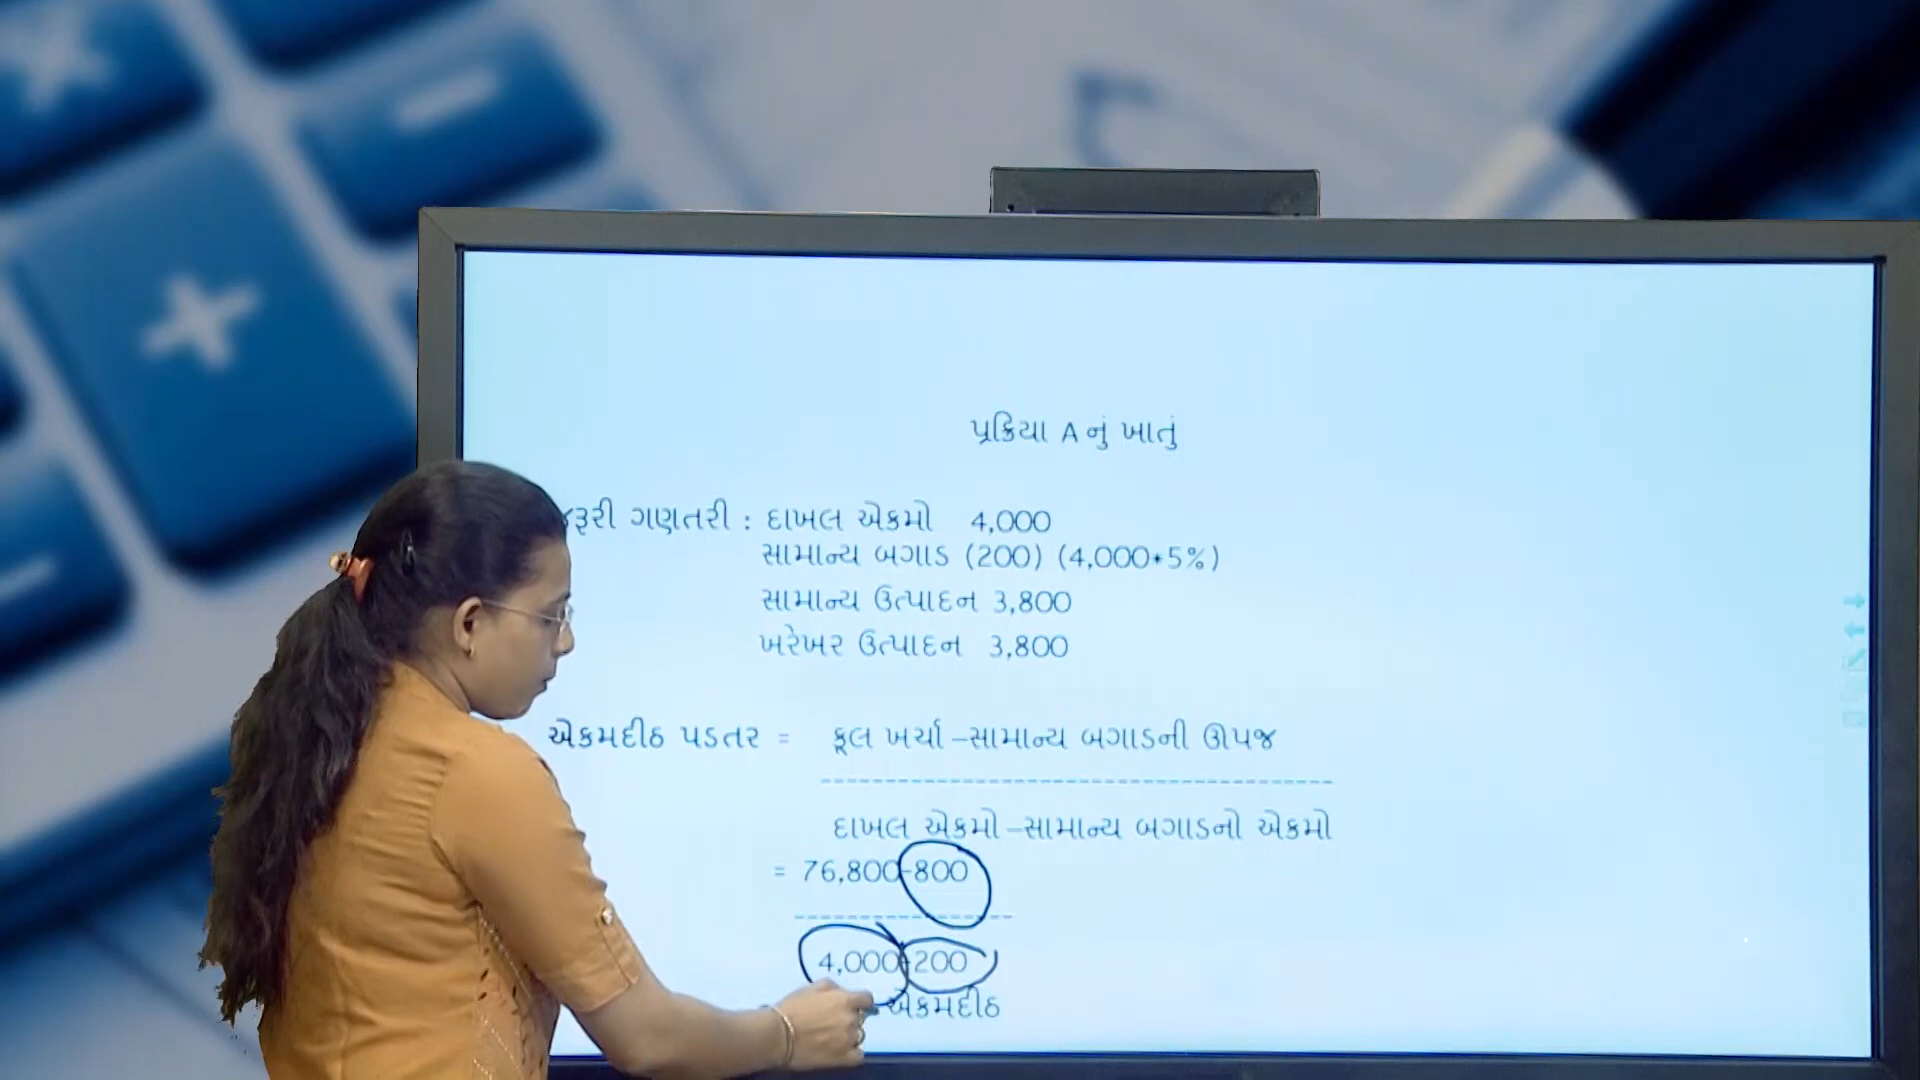 પ્રક્રિયા A નું ખાતું
જરૂરી ગણતરી : દાખલ એકમો 4,000
સામાન્ય બગાડ (200) (4,000*5%)
સામાન્ય ઉત્પાદન 3,800
ખરેખર ઉત્પાદન 3,800
એકમદીઠ પડતર = કૂલ ખર્ચા –સામાન્ય બગાડની ઊપજ
દાખલ એકમો –સામાન્ય બગાડનો એકમો
= 76,800-800
4,000-200
એકમદીઠ